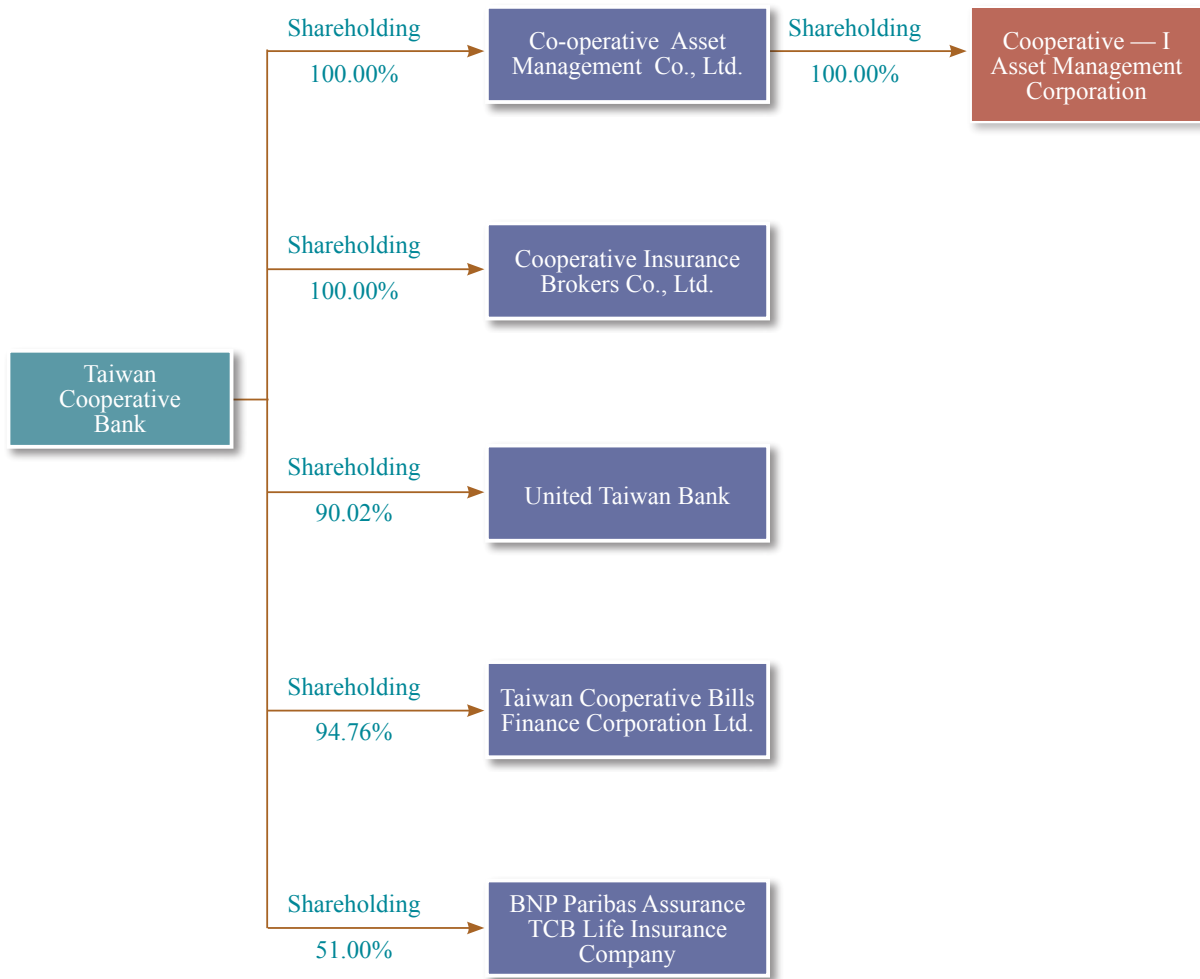 Shareholding
100.00%
Co-operative Asset
Management Co., Ltd.
Shareholding
100.00%
Cooperative — I
Asset Management
Corporation
Shareholding
100.00%
Cooperative Insurance
Brokers Co., Ltd.
Taiwan
Cooperative
Bank
Shareholding
90.02%
United Taiwan Bank
Shareholding
94.76%
Taiwan Cooperative Bills
Finance Corporation Ltd.
Shareholding
51.00%
BNP Paribas Assurance
TCB Life Insurance
Company